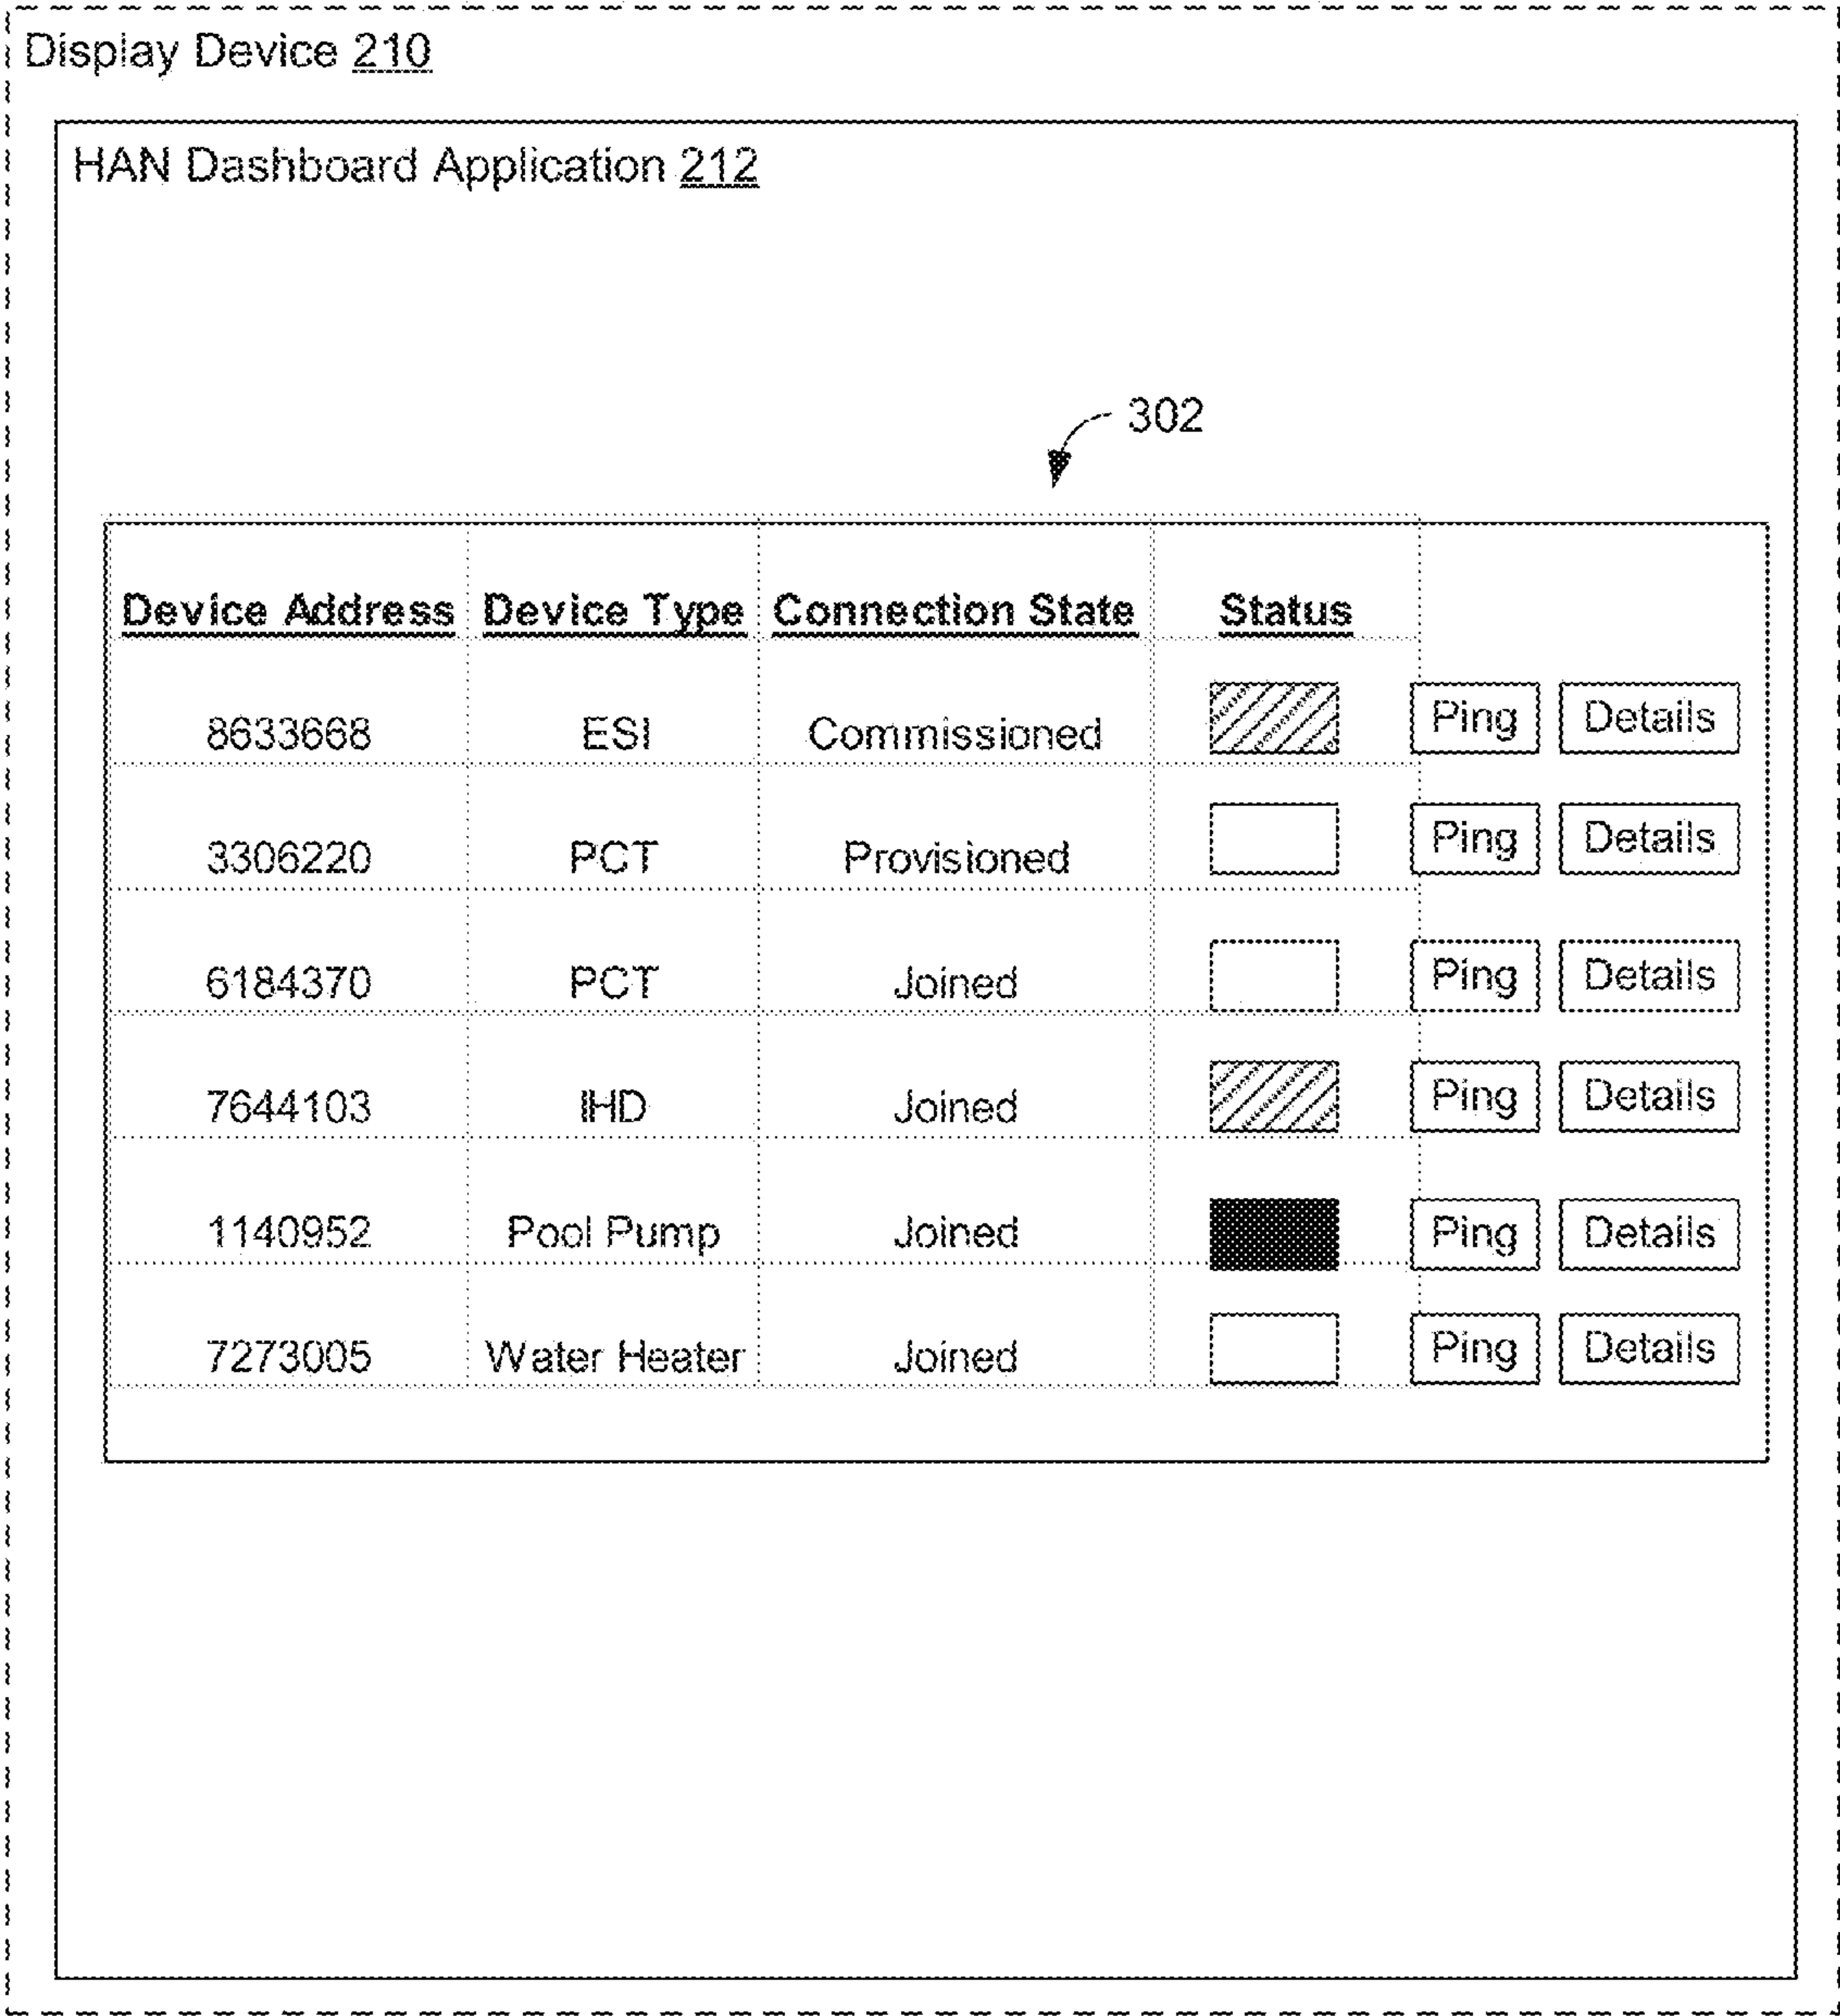 Display Device 210
HAN Dashboard Application 212
302
Device Address Device Type Connection State Status
8633668 ESI Commissioned Ping Details
3306220 PCT Provisioned Ping Details
6184370 PCT Joined Ping Details
7644103 IHD Joined Ping Details
1140952 Pool Pump Joined Ping Details
7273005 Water Heater Joined Ping Details